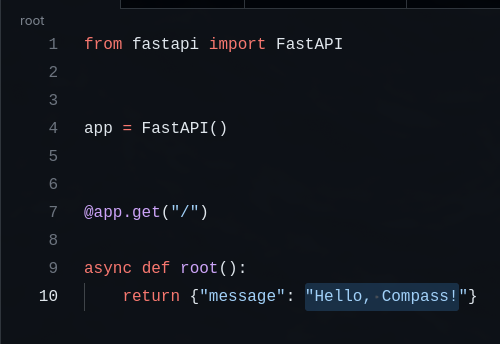 root
1 from fastapi import FastAPI
2
3
4 app = FastAPI()
5
6
7 @app.get("/")
8
9 async def root():
10     return {"message": "Hello, Compass!"}